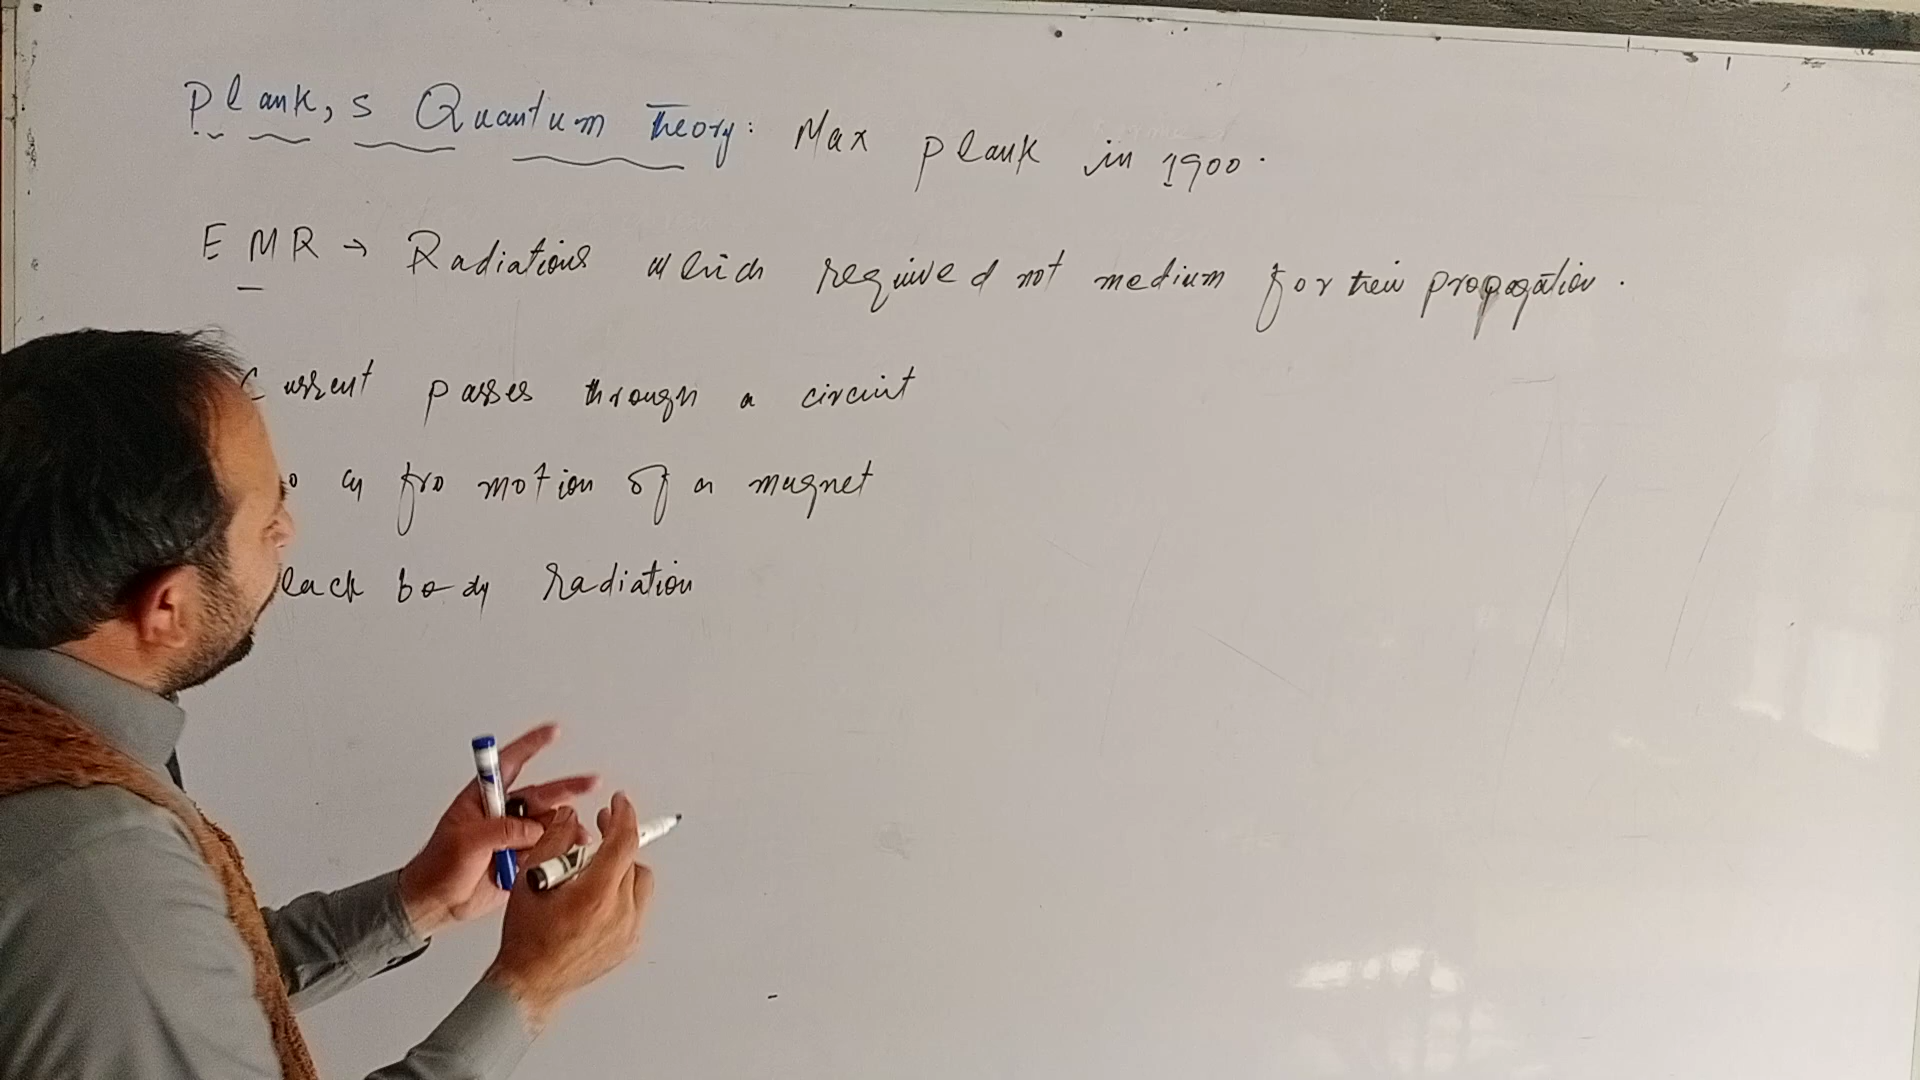 Plank,s Quantum Theory: Max plank in 1900.
EMR → Radiations which required not medium for their propagation.
Current passes through a circuit
fro motion of a magnet
lack body radiation